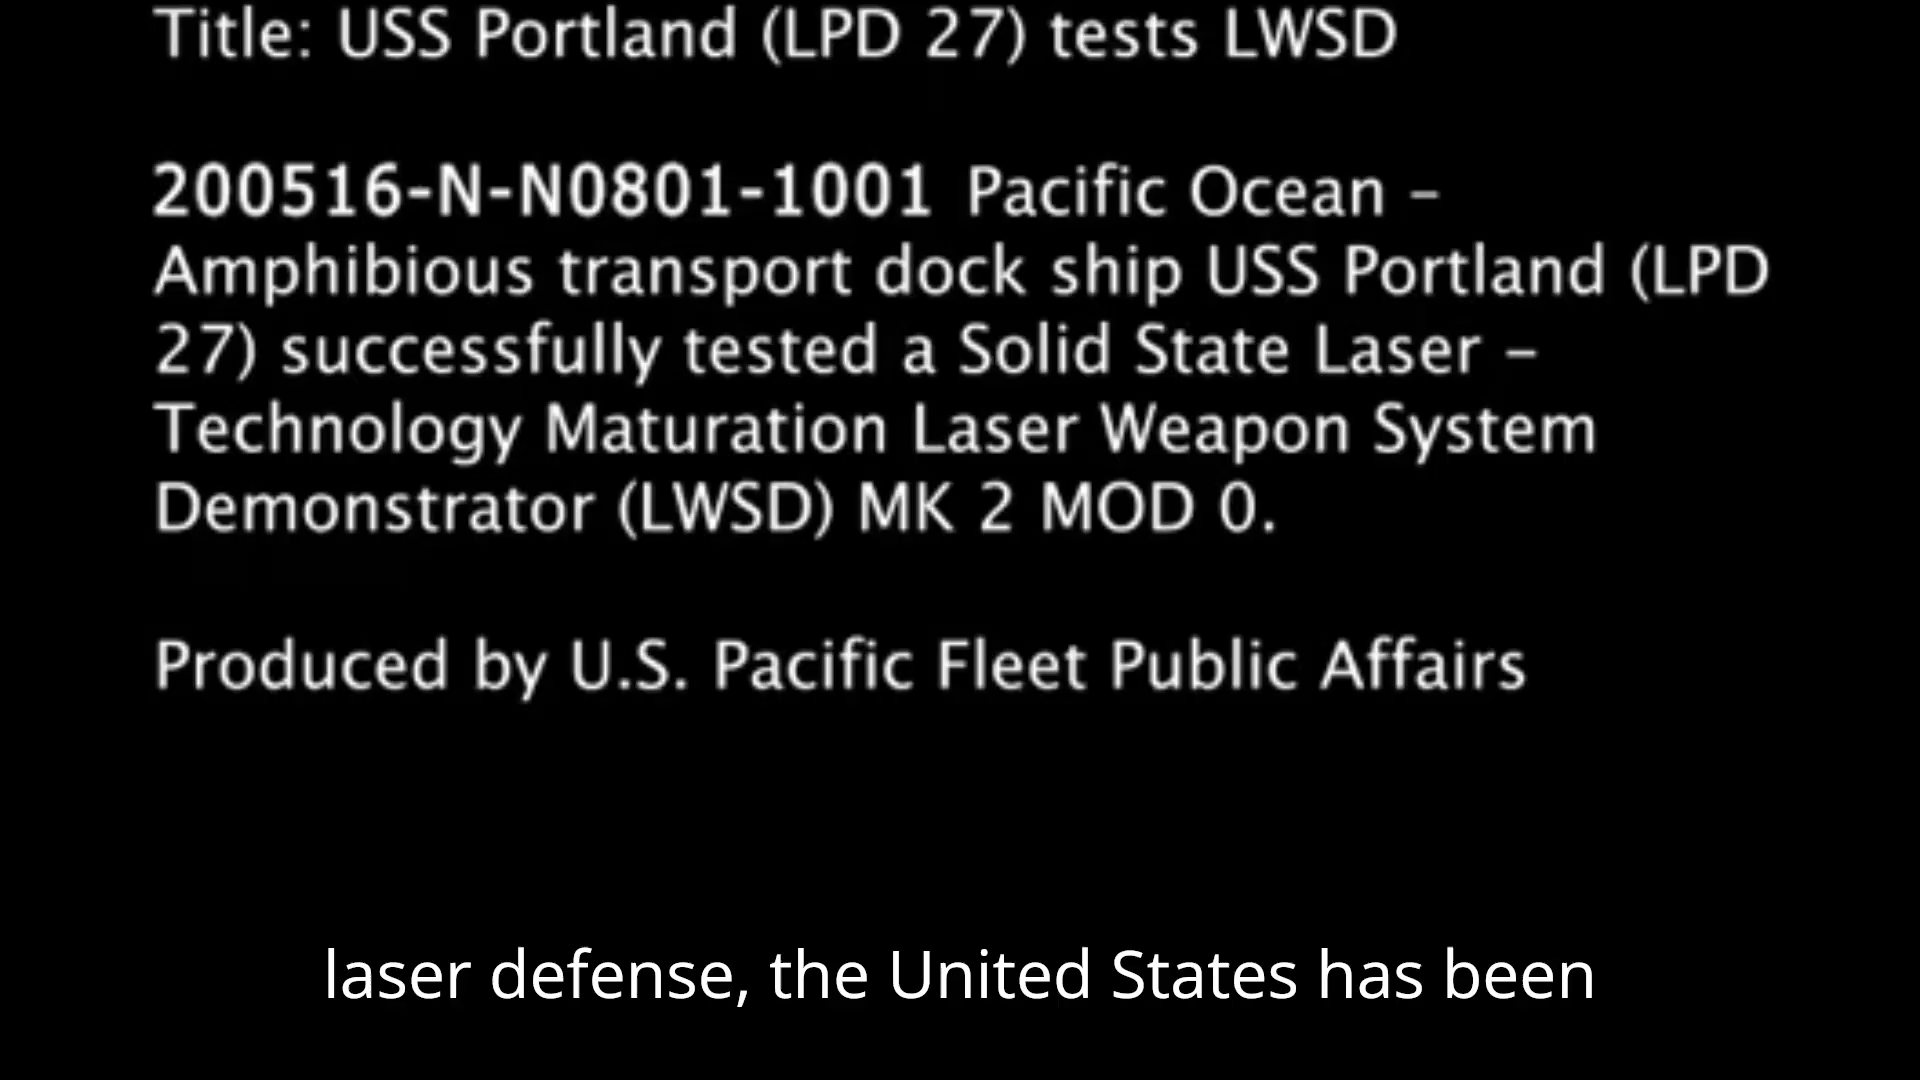 Title: USS Portland (LPD 27) tests LWSD
200516-N-N0801-1001 Pacific Ocean –
Amphibious transport dock ship USS Portland (LPD
27) successfully tested a Solid State Laser –
Technology Maturation Laser Weapon System
Demonstrator (LWSD) MK 2 MOD 0.
Produced by U.S. Pacific Fleet Public Affairs
laser defense, the United States has been